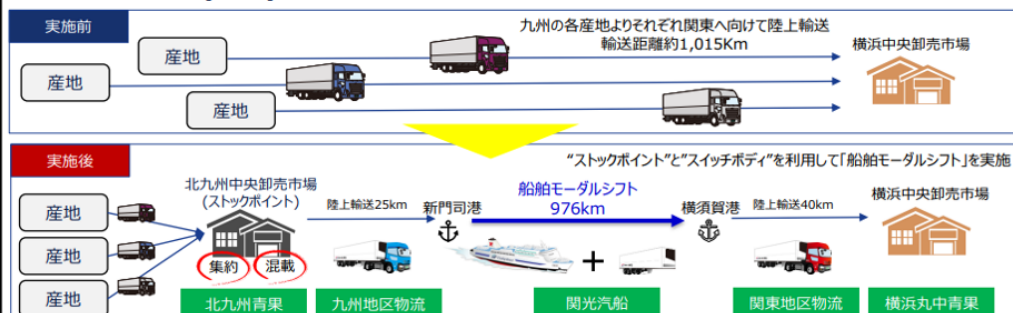 実施前
九州の各産地よりそれぞれ関東へ向けて陸上輸送
輸送距離約1,015Km
横浜中央卸売市場
産地
産地
産地
実施後
“ストックポイント”と“スイッチボディ”を利用して「船舶モーダルシフト」を実施
産地
産地
産地
北九州中央卸売市場
(ストックポイント)
集約
混載
陸上輸送25km
新門司港
船舶モーダルシフト
976km
横須賀港
陸上輸送40km
横浜中央卸売市場
北九州青果
九州地区物流
関光汽船
関東地区物流
横浜丸中青果